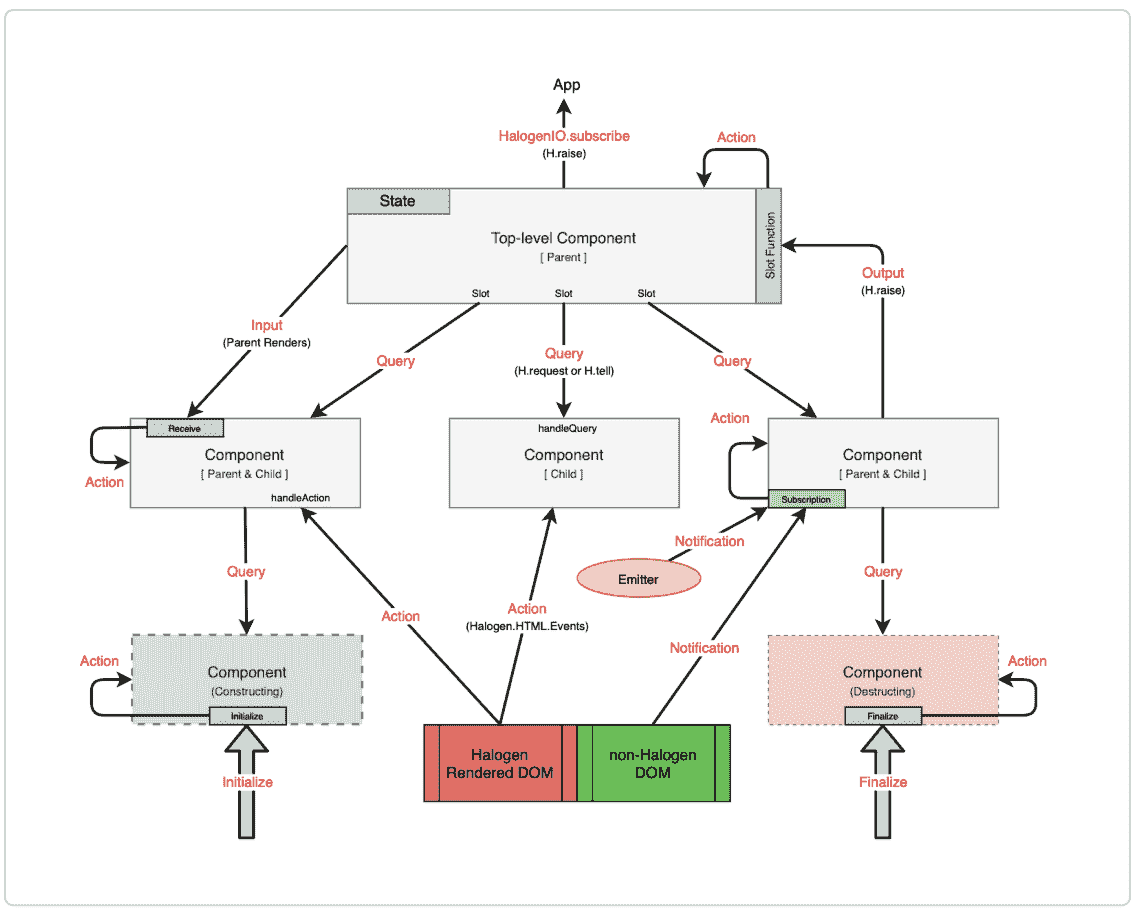 App
HalogenIO.subscribe
(H.raise)
Action
State
Slot Function
Top-level Component
[ Parent ]
Output
(H.raise)
Slot
Slot
Slot
Input
(Parent Renders)
Query
Query
(H.request or H.tell)
Query
Receive
Component
[ Parent & Child ]
Action
handleAction
handleQuery
Component
[ Child ]
Action
Component
[ Parent & Child ]
Subscription
Notification
Emitter
Query
Action
Action
(Halogen.HTML.Events)
Notification
Query
Action
Component
(Constructing)
Initialize
Initialize
Action
Component
(Destructing)
Finalize
Finalize
Halogen
Rendered DOM
non-Halogen
DOM